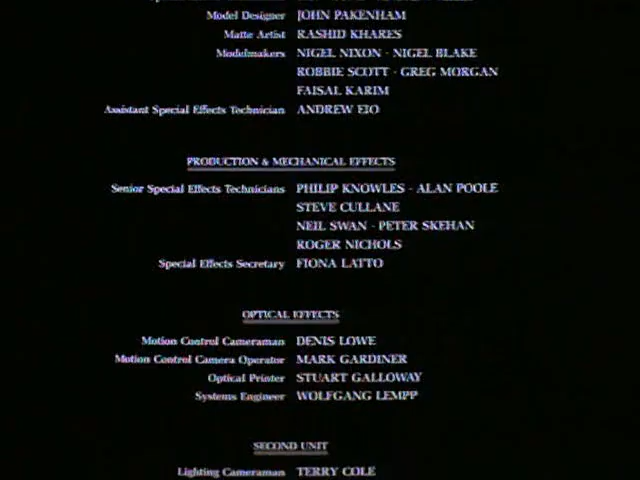 Model Designer JOHN PAKENHAM
Matte Artist RASHID KHARES
Modelmakers NIGEL NIXON - NIGEL BLAKE
ROBBIE SCOTT - GREG MORGAN
FAISAL KARIM
Assistant Special Effects Technician ANDREW EIO
PRODUCTION & MECHANICAL EFFECTS
Senior Special Effects Technicians PHILIP KNOWLES - ALAN POOLE
STEVE CULLANE
NEIL SWAN - PETER SKEHAN
ROGER NICHOLS
Special Effects Secretary FIONA LATTO
OPTICAL EFFECTS
Motion Control Cameraman DENIS LOWE
Motion Control Camera Operator MARK GARDINER
Optical Printer STUART GALLOWAY
Systems Engineer WOLFGANG LEMPP
SECOND UNIT
Lighting Cameraman TERRY COLE